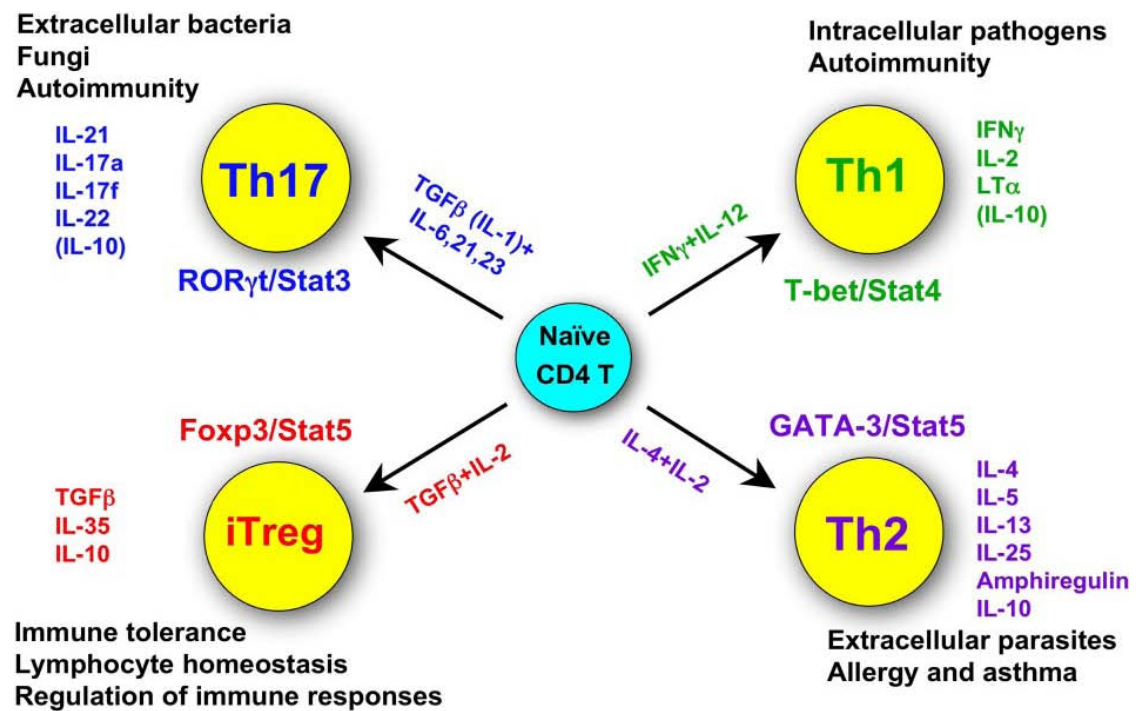 Extracellular bacteria
Fungi
Autoimmunity
IL-21
IL-17a
IL-17f
IL-22
(IL-10)
Th17
RORγt/Stat3
TGFβ (IL-1)+
IL-6,21,23
Intracellular pathogens
Autoimmunity
Th1
IFNγ
IL-2
LTα
(IL-10)
IFNγ+IL-12
T-bet/Stat4
Naïve
CD4 T
Foxp3/Stat5
TGFβ+IL-2
TGFβ
IL-35
IL-10
iTreg
Immune tolerance
Lymphocyte homeostasis
Regulation of immune responses
GATA-3/Stat5
IL-4+IL-2
Th2
IL-4
IL-5
IL-13
IL-25
Amphiregulin
IL-10
Extracellular parasites
Allergy and asthma